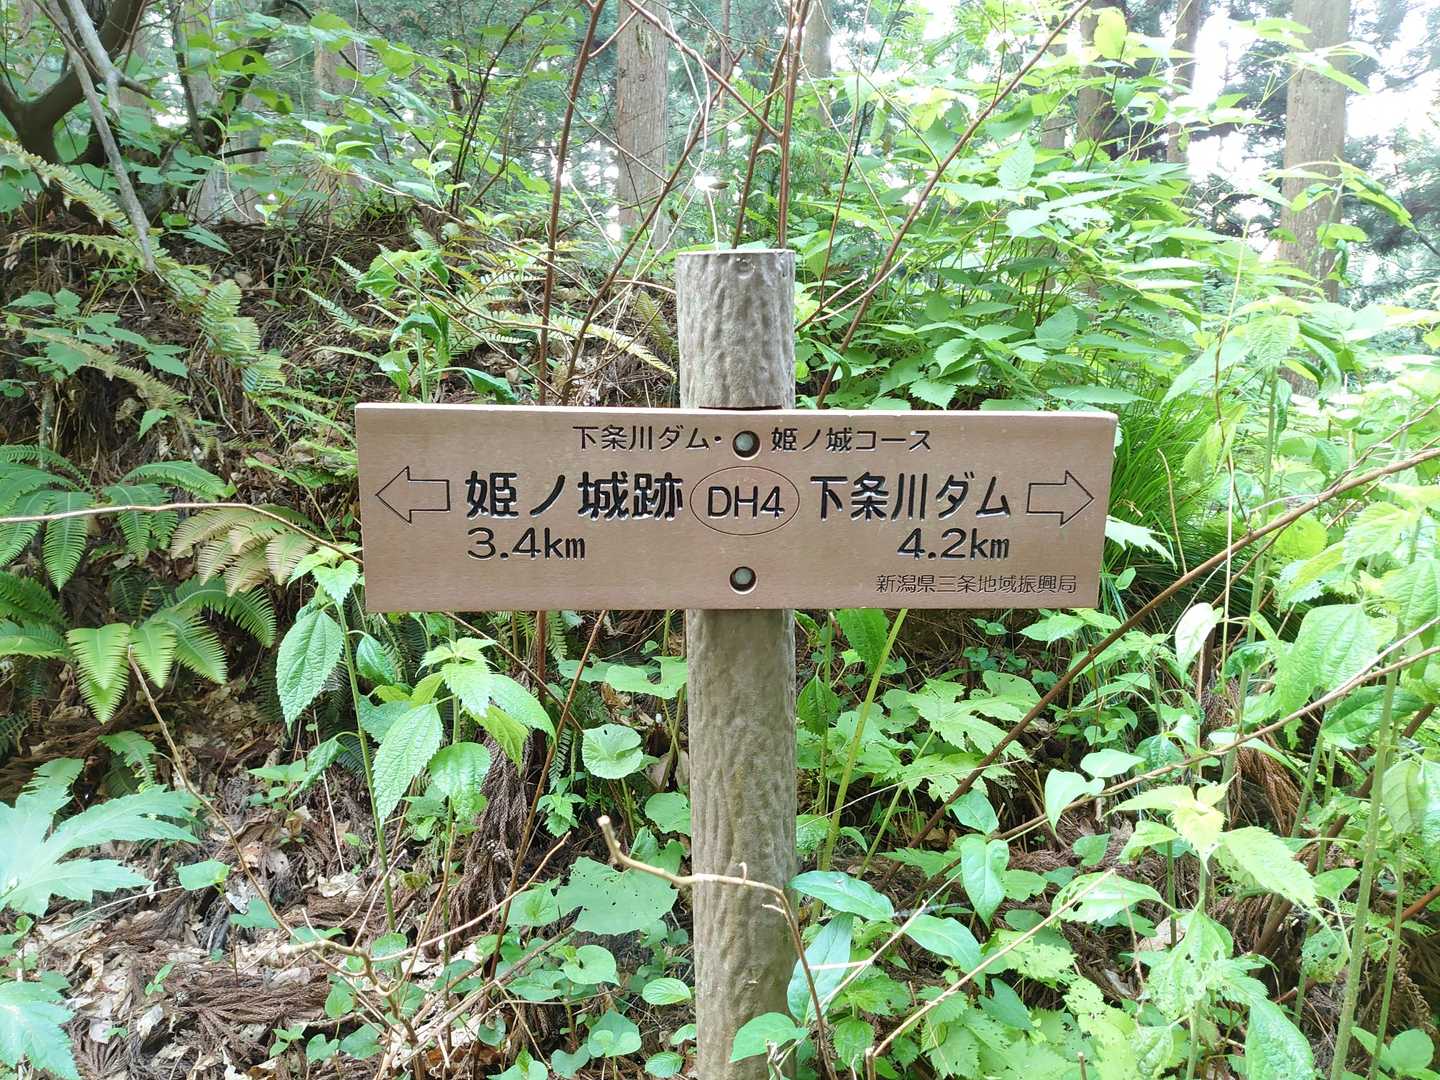 下条川ダム・姫ノ城コース
姫ノ城跡 DH4 下条川ダム
3.4km 4.2km
新潟県三条地域振興局